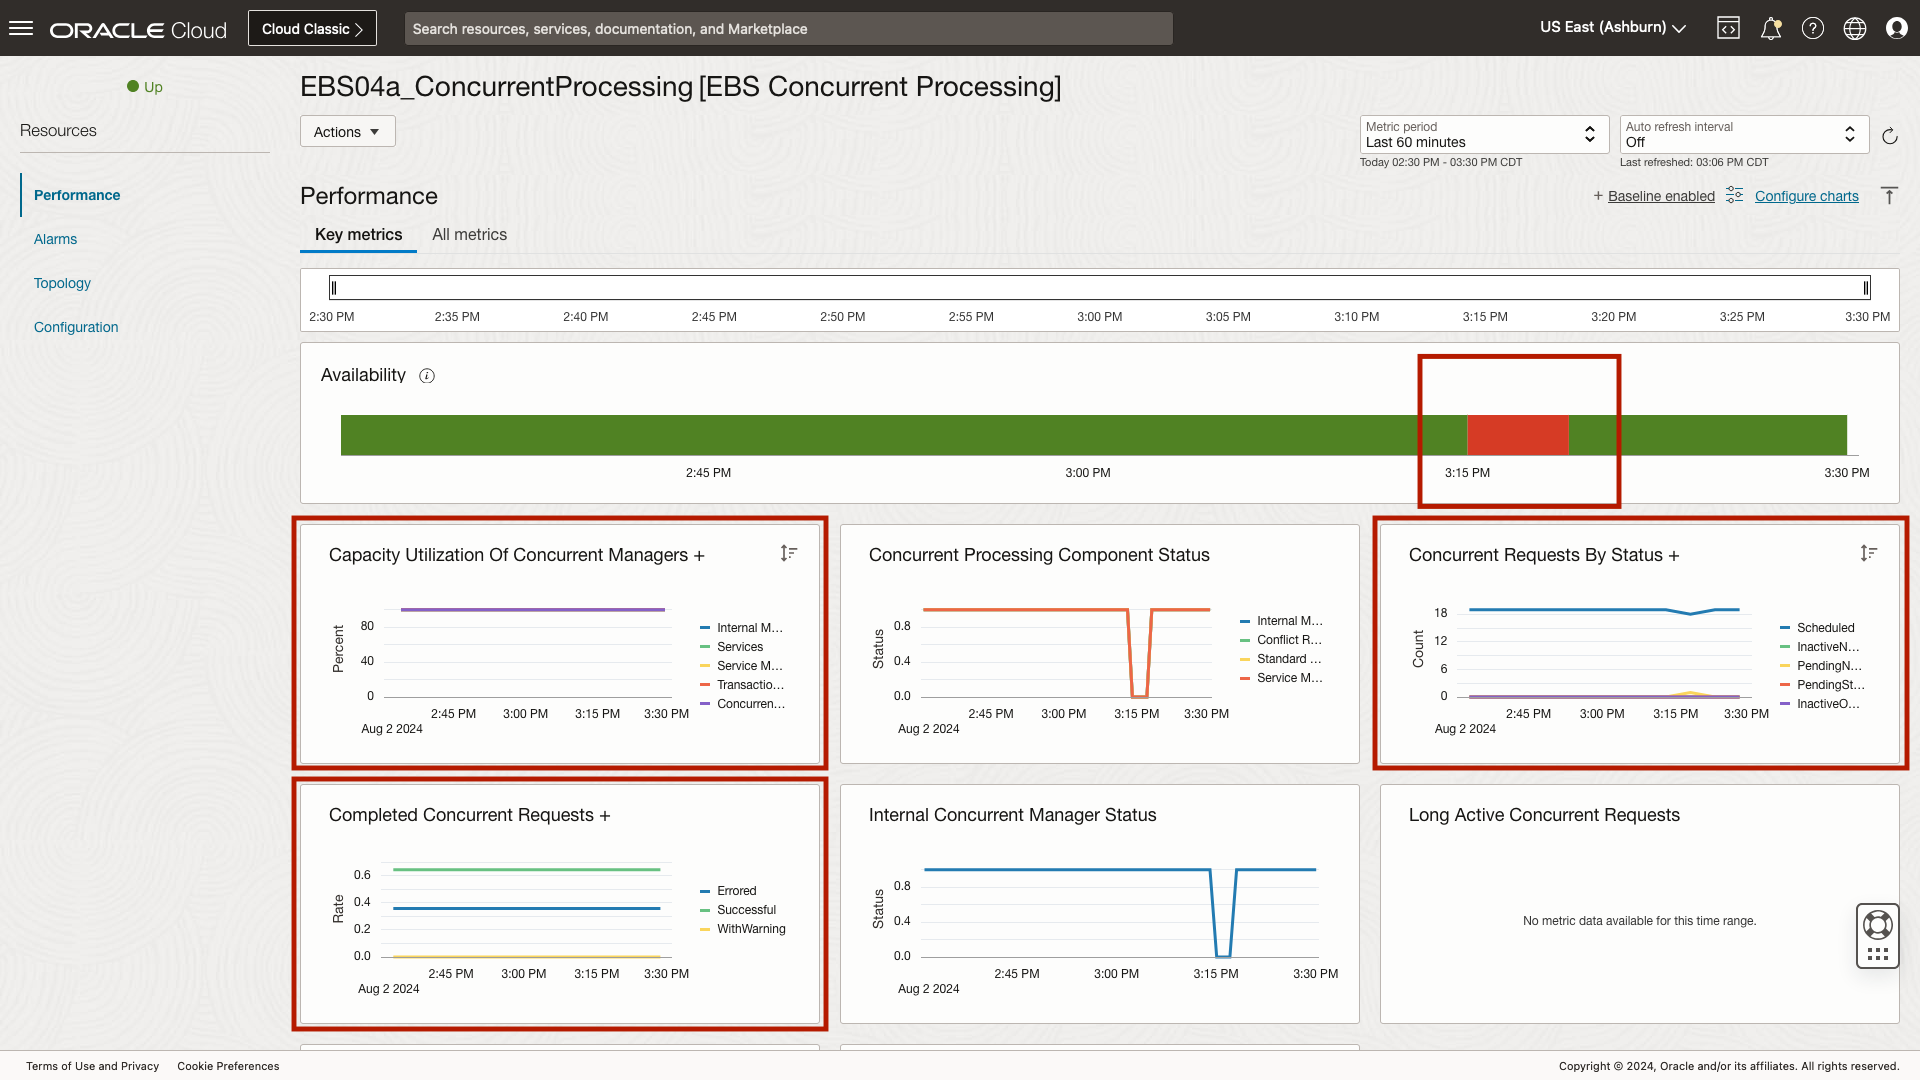 ORACLE Cloud
Cloud Classic
Search resources, services, documentation, and Marketplace
US East (Ashburn)
Up
Resources
Performance
Alarms
Topology
Configuration
EBS04a_ConcurrentProcessing [EBS Concurrent Processing]
Actions
Metric period
Last 60 minutes
Today 02:30 PM - 03:30 PM CDT
Auto refresh interval
Off
Last refreshed: 03:06 PM CDT
Performance
+ Baseline enabled
Configure charts
Key metrics
All metrics
2:30 PM 2:35 PM 2:40 PM 2:45 PM 2:50 PM 2:55 PM 3:00 PM 3:05 PM 3:10 PM 3:15 PM 3:20 PM 3:25 PM 3:30 PM
Availability i
2:45 PM 3:00 PM 3:15 PM 3:30 PM
Capacity Utilization Of Concurrent Managers +
Percent
80
40
0
2:45 PM 3:00 PM 3:15 PM 3:30 PM
Aug 2 2024
Internal M...
Services
Service M...
Transactio...
Concurren...
Concurrent Processing Component Status
Status
0.8
0.4
0.0
2:45 PM 3:00 PM 3:15 PM 3:30 PM
Aug 2 2024
Internal M...
Conflict R...
Standard ...
Service M...
Concurrent Requests By Status +
Count
18
12
6
0
2:45 PM 3:00 PM 3:15 PM 3:30 PM
Aug 2 2024
Scheduled
InactiveN...
PendingN...
PendingSt...
InactiveO...
Completed Concurrent Requests +
Rate
0.6
0.4
0.2
0.0
2:45 PM 3:00 PM 3:15 PM 3:30 PM
Aug 2 2024
Errored
Successful
WithWarning
Internal Concurrent Manager Status
Status
0.8
0.4
0.0
2:45 PM 3:00 PM 3:15 PM 3:30 PM
Aug 2 2024
Long Active Concurrent Requests
No metric data available for this time range.
Terms of Use and Privacy
Cookie Preferences
Copyright © 2024, Oracle and/or its affiliates. All rights reserved.